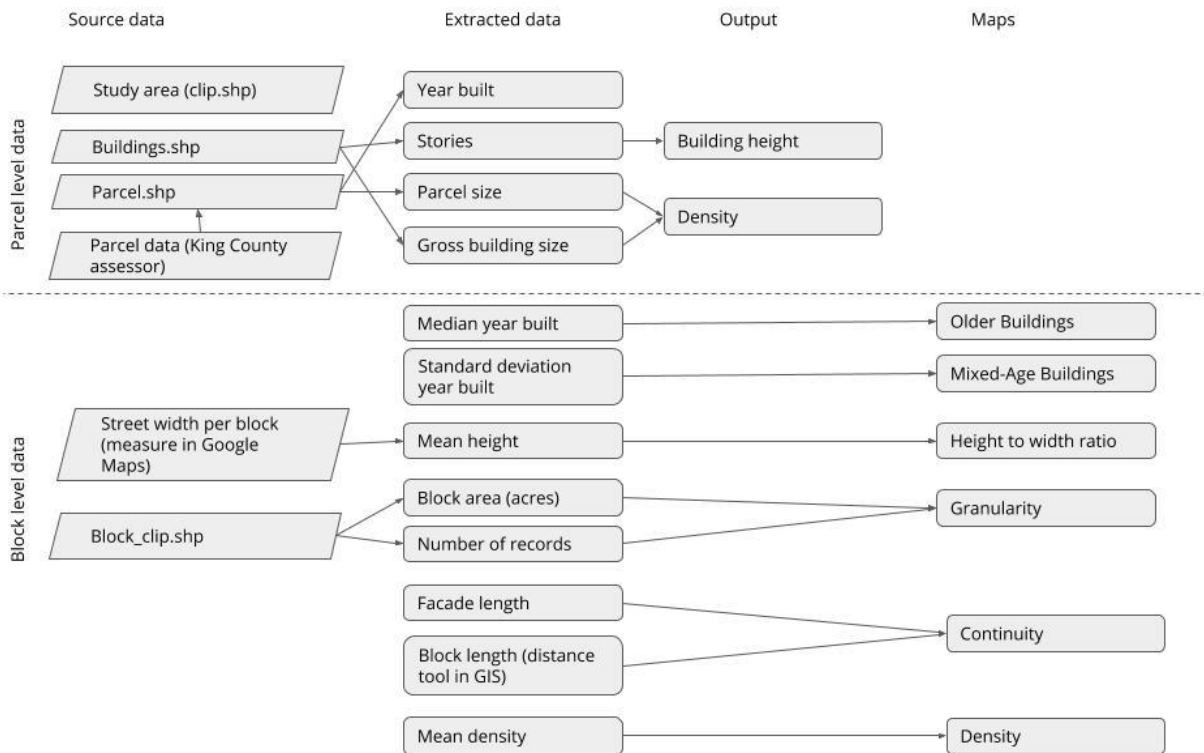 Source data
Extracted data
Output
Maps
Parcel level data
Study area (clip.shp)
Buildings.shp
Parcel.shp
Parcel data (King County
assessor)
Year built
Stories
Parcel size
Gross building size
Building height
Density
Block level data
Street width per block
(measure in Google
Maps)
Block_clip.shp
Median year built
Standard deviation
year built
Mean height
Block area (acres)
Number of records
Facade length
Block length (distance
tool in GIS)
Mean density
Older Buildings
Mixed-Age Buildings
Height to width ratio
Granularity
Continuity
Density